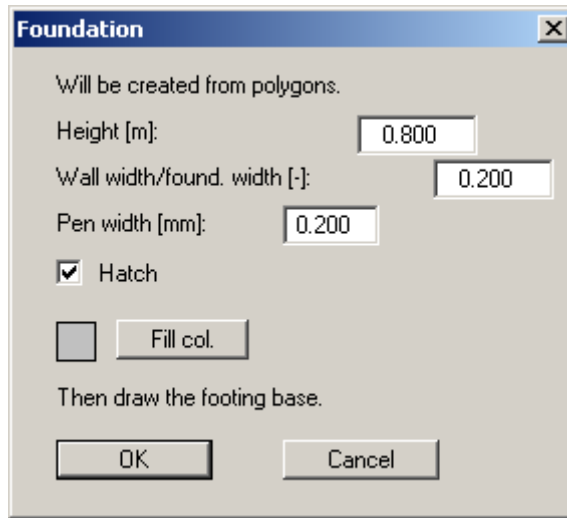 Foundation
Will be created from polygons.
Height [m]: 0.800
Wall width/found. width [-]: 0.200
Pen width [mm]: 0.200
Hatch
Fill col.
Then draw the footing base.
OK Cancel